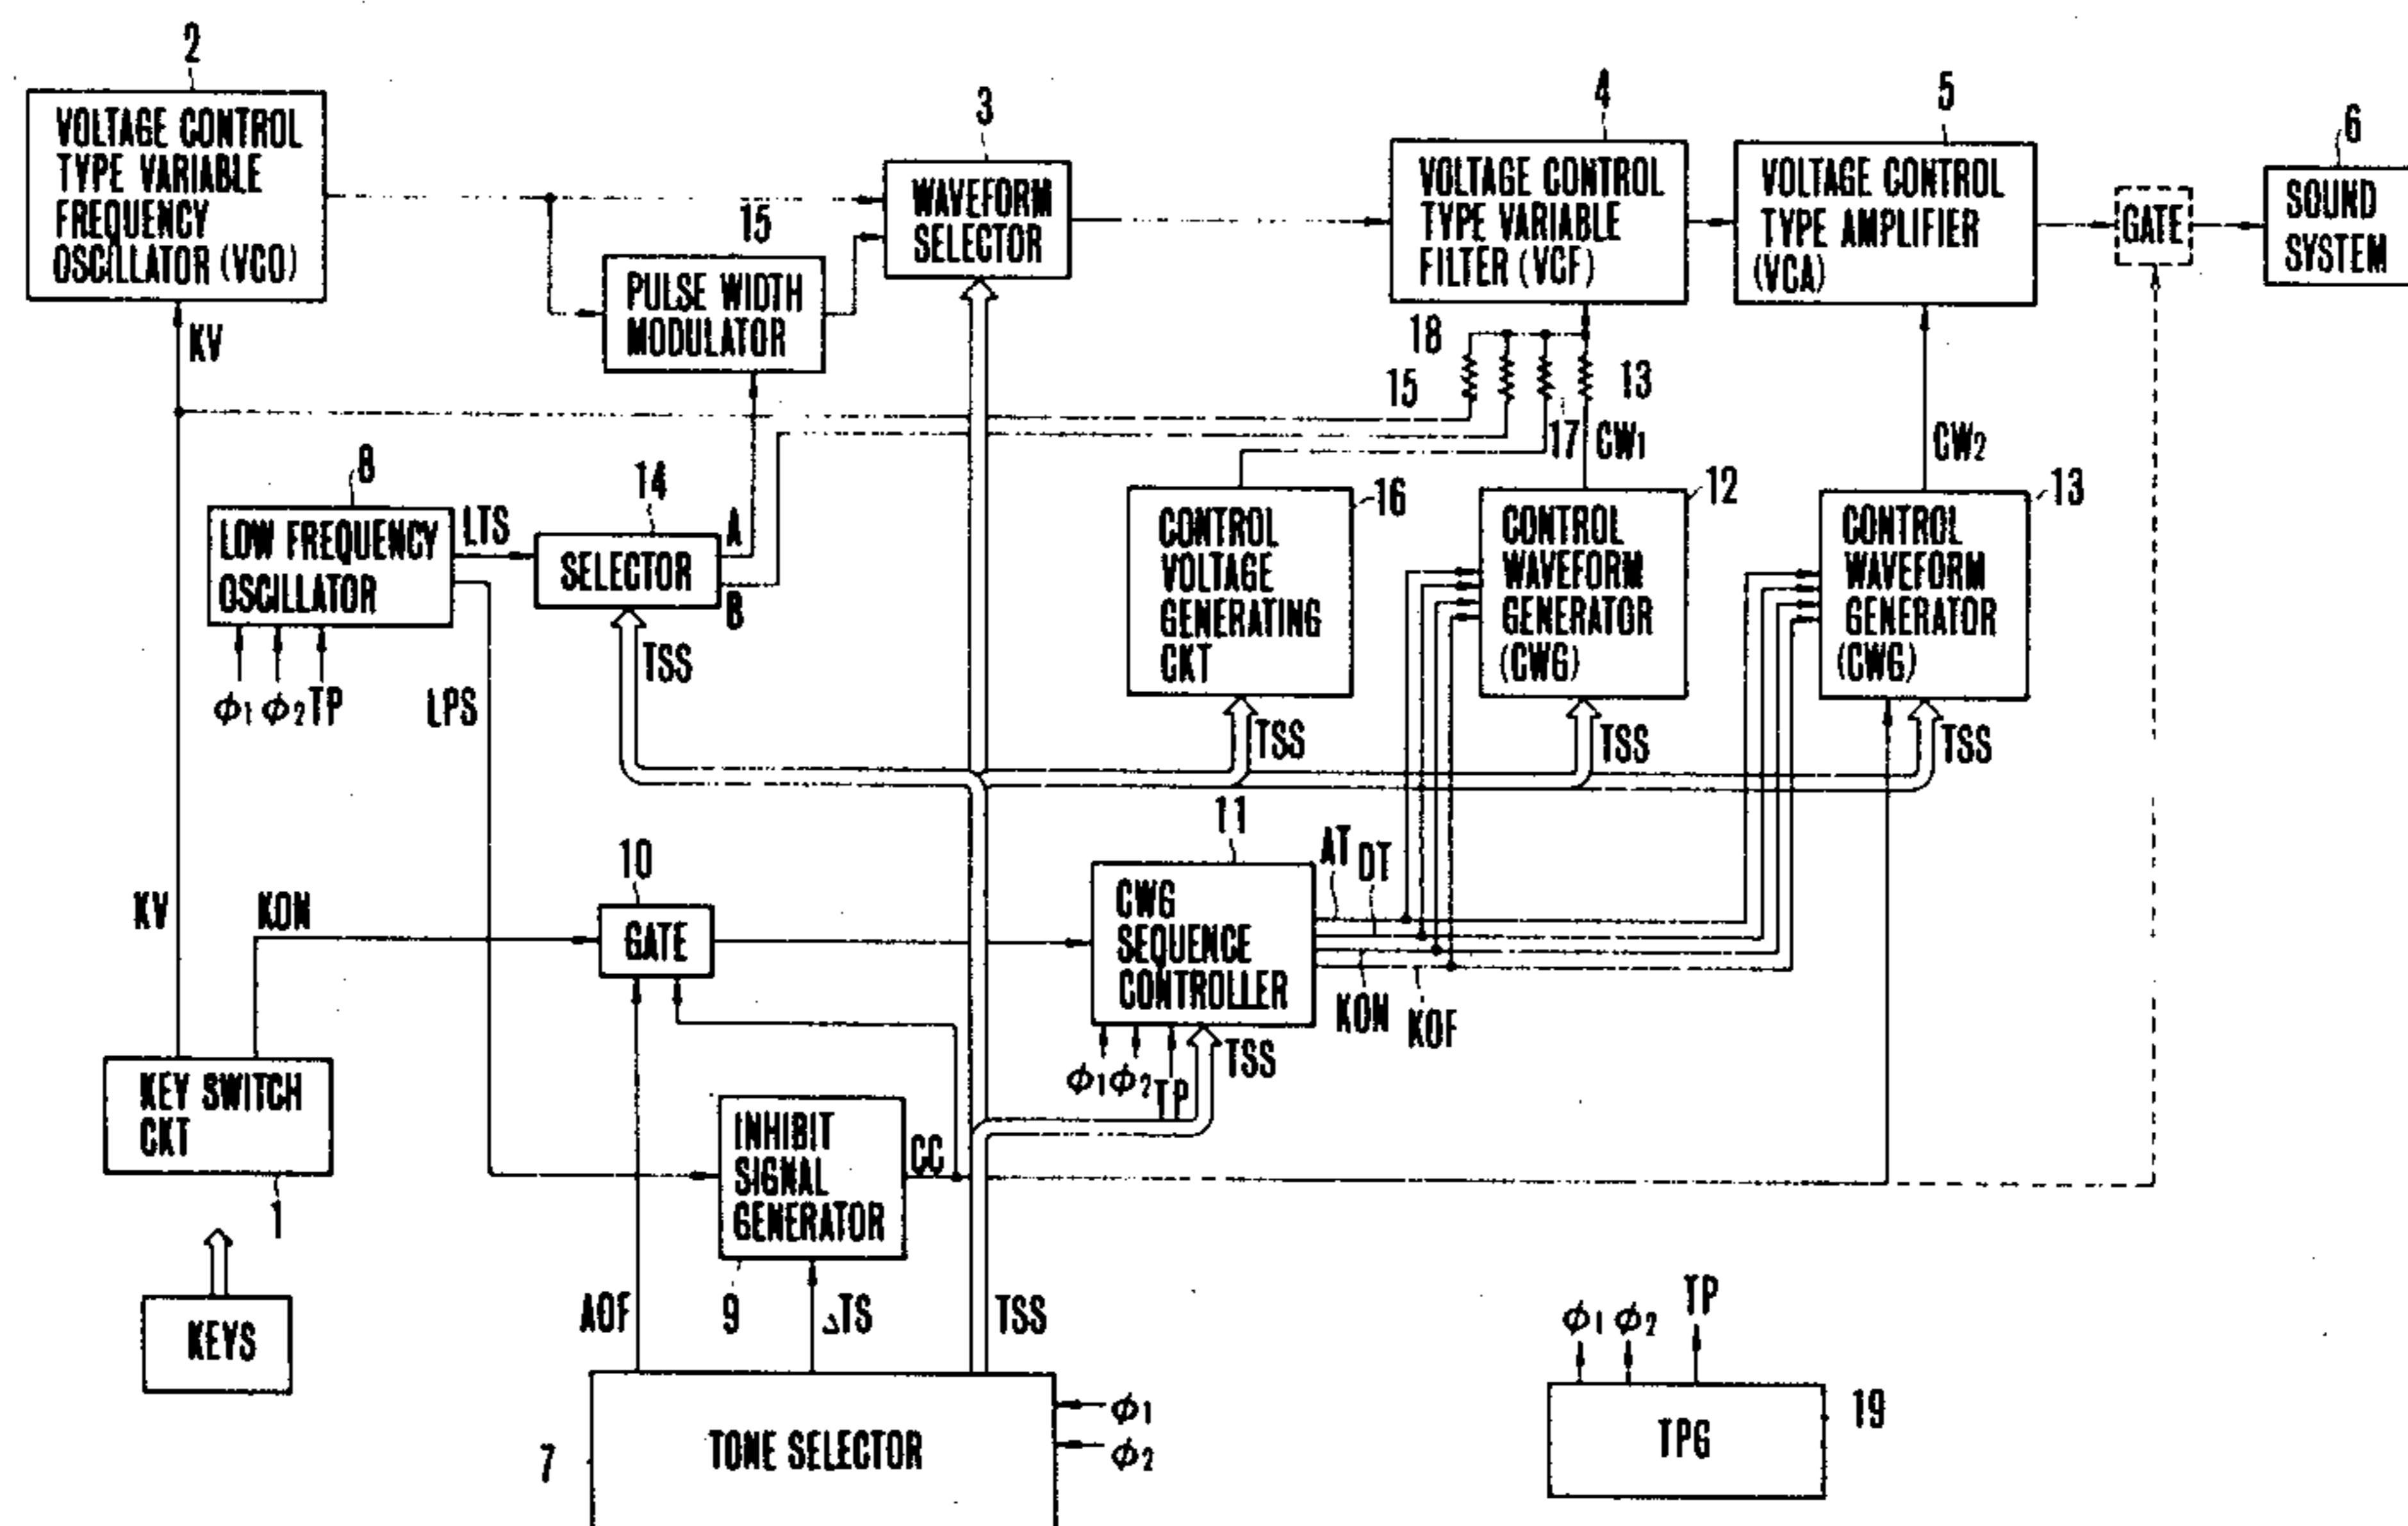 2
VOLTAGE CONTROL
TYPE VARIABLE
FREQUENCY
OSCILLATOR (VCO)
KV
15
PULSE WIDTH
MODULATOR
3
WAVEFORM
SELECTOR
4
VOLTAGE CONTROL
TYPE VARIABLE
FILTER (VCF)
5
VOLTAGE CONTROL
TYPE AMPLIFIER
(VCA)
GATE
6
SOUND
SYSTEM
18
15
13
17
CW1
CW2
8
LOW FREQUENCY
OSCILLATOR
LTS
ϕ1 ϕ2 TP
LPS
14
SELECTOR
A
B
TSS
16
CONTROL
VOLTAGE
GENERATING
CKT
TSS
12
CONTROL
WAVEFORM
GENERATOR
(CWG)
TSS
13
CONTROL
WAVEFORM
GENERATOR
(CWG)
TSS
KV
KON
10
GATE
11
CWG
SEQUENCE
CONTROLLER
AT
DT
KON
KOF
ϕ1 ϕ2 TP
TSS
KEY SWITCH
CKT
1
KEYS
INHIBIT
SIGNAL
GENERATOR
CC
9
AOF
ΔTS
TSS
7
TONE SELECTOR
ϕ1
ϕ2
ϕ1 ϕ2 TP
TPG
19